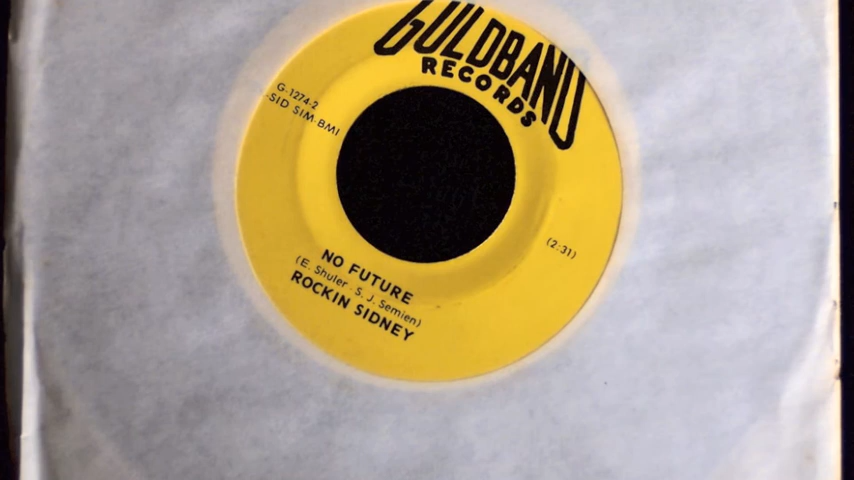 GOLDBAND
RECORDS
G-1274-2
SID SIM-BMI
(2:31)
NO FUTURE
(E. Shuler - S. J. Semien)
ROCKIN SIDNEY